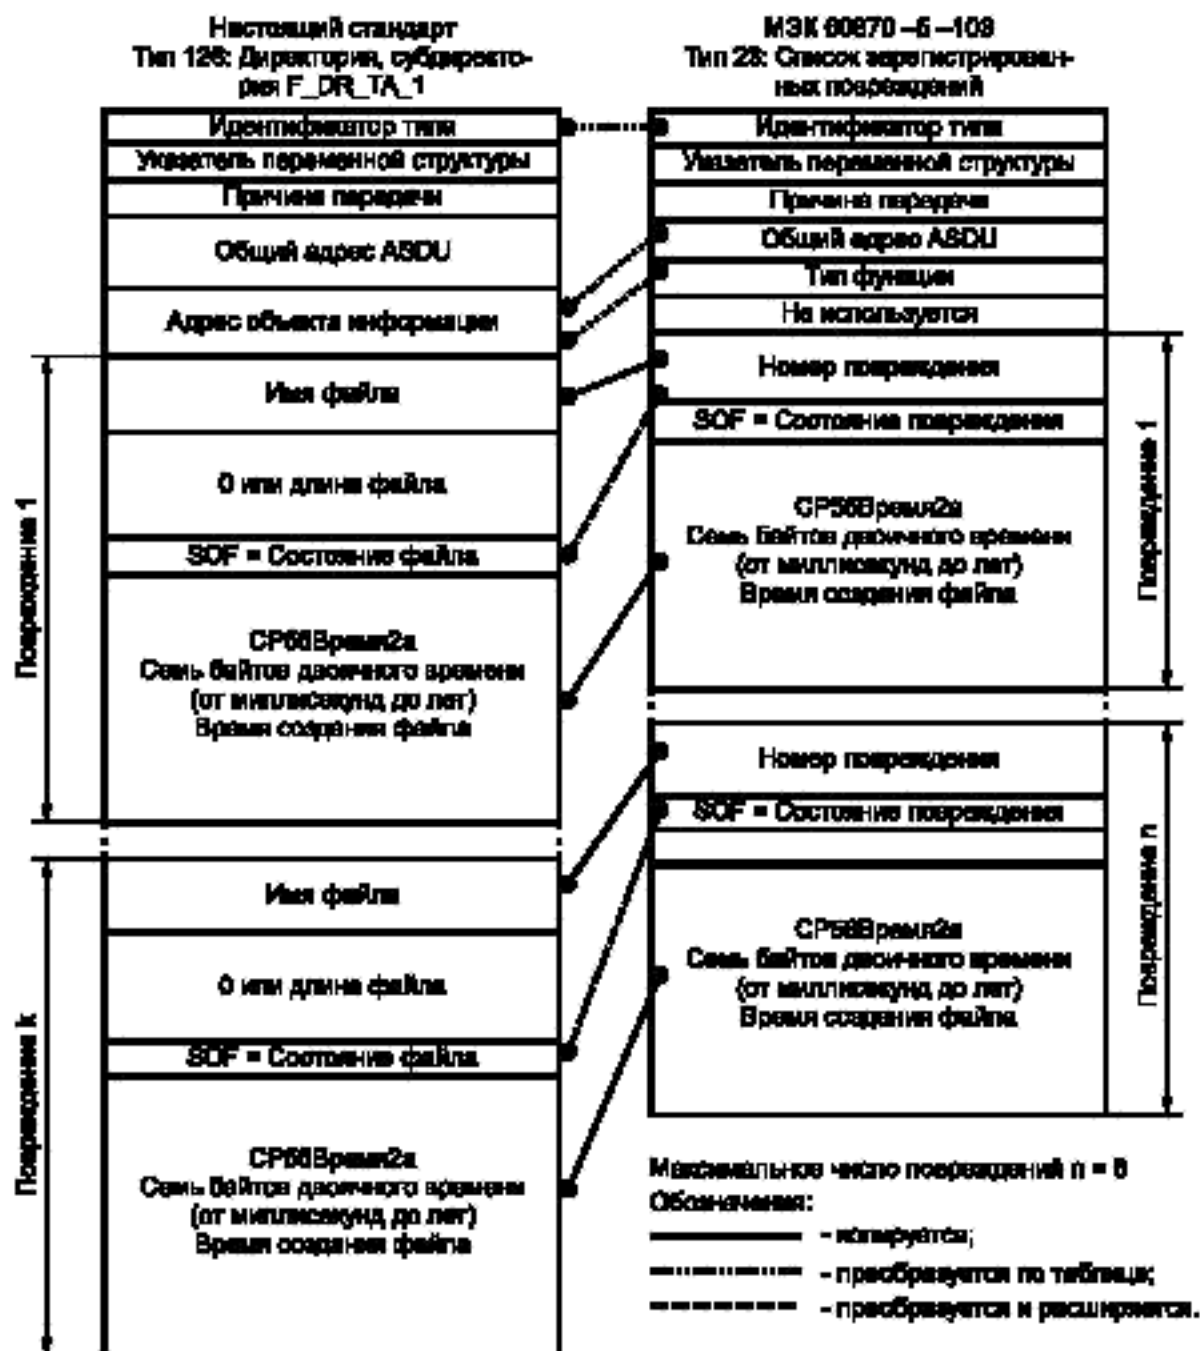 Настоящий стандарт
Тип 126: Директория, субдиректо-
рия F_DR_TA_1
Идентификатор типа
Указатель переменной структуры
Причина передачи
Общий адрес ASDU
Адрес объекта информации
Повреждение 1
Имя файла
0 или длина файла
SOF = Состояние файла
CP56Время2а
Семь байтов двоичного времени
(от миллисекунд до лет)
Время создания файла
Повреждение k
Имя файла
0 или длина файла
SOF = Состояние файла
CP56Время2а
Семь байтов двоичного времени
(от миллисекунд до лет)
Время создания файла
МЭК 60870 –5 –103
Тип 23: Список зарегистрирован-
ных повреждений
Идентификатор типа
Указатель переменной структуры
Причина передачи
Общий адрес ASDU
Тип функции
Не используется
Номер повреждения
SOF = Состояние повреждения
CP56Время2а
Семь байтов двоичного времени
(от миллисекунд до лет)
Время создания файла
Повреждение 1
Номер повреждения
SOF = Состояние повреждения
CP56Время2а
Семь байтов двоичного времени
(от миллисекунд до лет)
Время создания файла
Повреждение n
Максимальное число повреждений n =
Обозначения:
- копируется;
- преобразуется по таблице;
- преобразуется и расширяется.